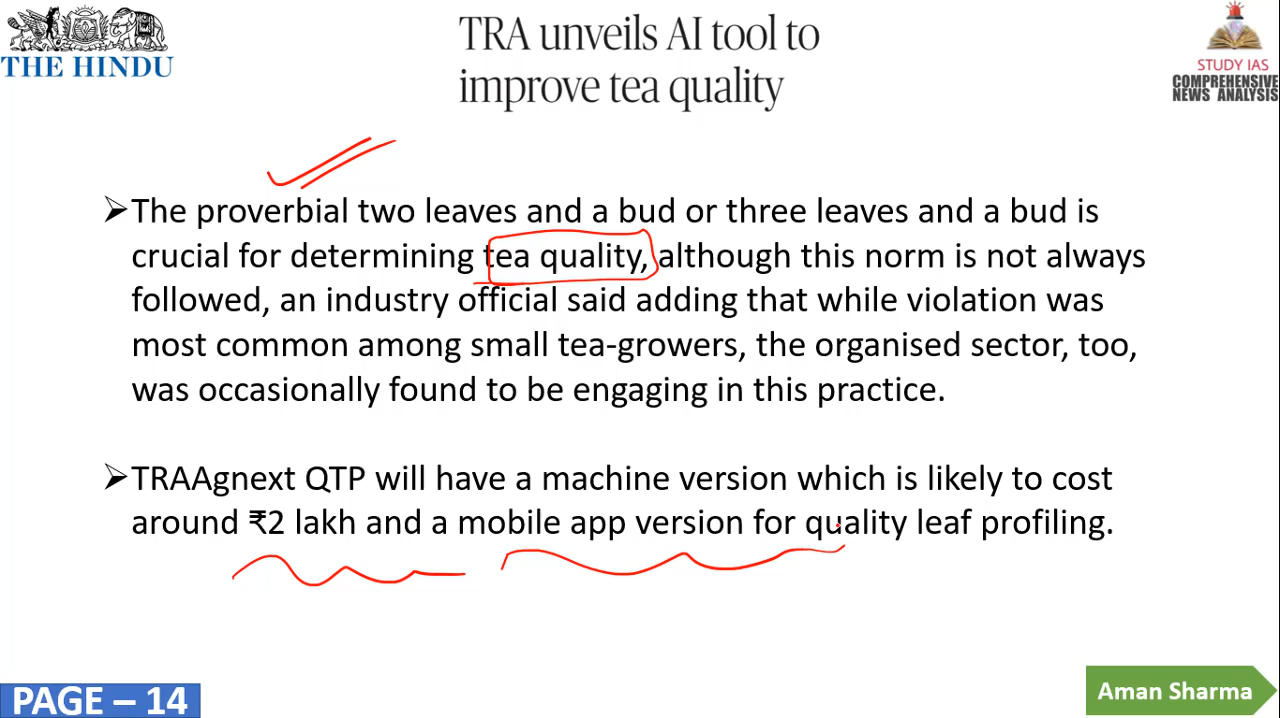 THE HINDU
TRA unveils AI tool to
improve tea quality
STUDY IAS
COMPREHENSIVE
NEWS ANALYSIS
➢The proverbial two leaves and a bud or three leaves and a bud is
crucial for determining tea quality, although this norm is not always
followed, an industry official said adding that while violation was
most common among small tea-growers, the organised sector, too,
was occasionally found to be engaging in this practice.
➢TRAAgnext QTP will have a machine version which is likely to cost
around ₹2 lakh and a mobile app version for quality leaf profiling.
PAGE – 14
Aman Sharma